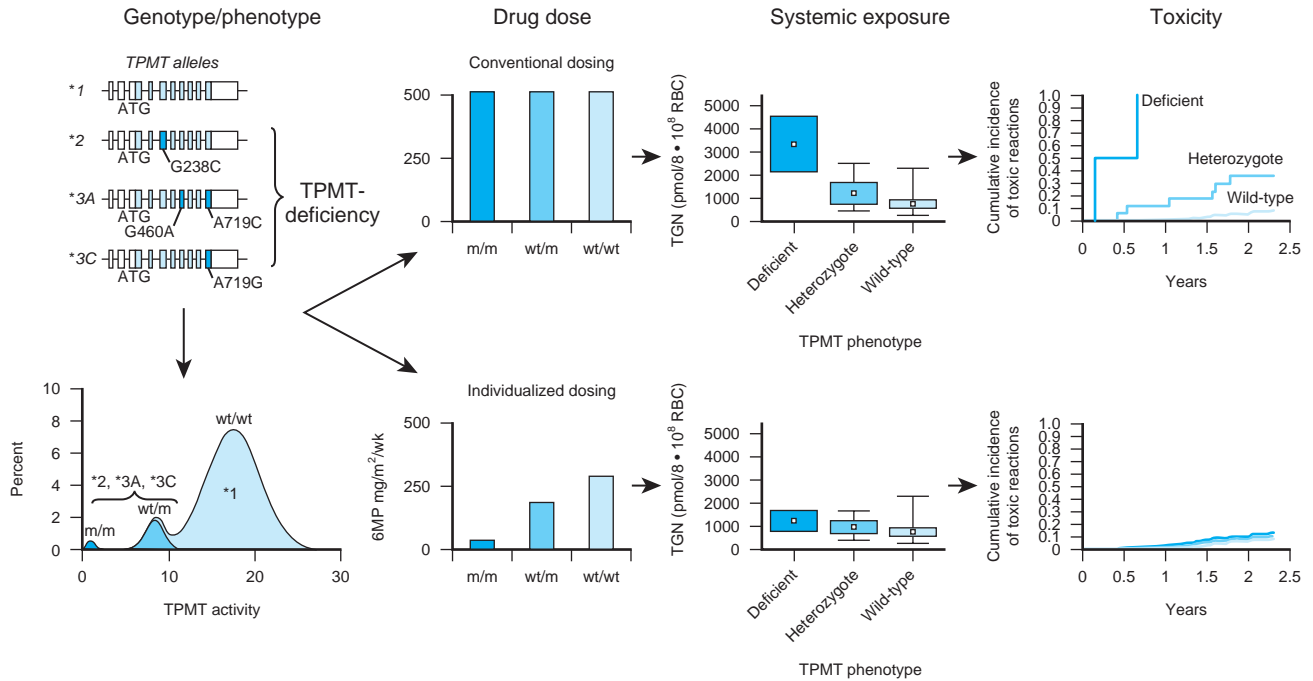 Genotype/phenotype
Drug dose
Systemic exposure
Toxicity
TPMT alleles
*1
ATG
*2
ATG
G238C
*3A
ATG
G460A
A719C
*3C
ATG
A719G
TPMT-
deficiency
Conventional dosing
500
250
0
m/m
wt/m
wt/wt
TGN (pmol/8 • 10⁸ RBC)
5000
4000
3000
2000
1000
0
Deficient
Heterozygote
Wild-type
TPMT phenotype
Cumulative incidence
of toxic reactions
1.0
0.9
0.8
0.7
0.6
0.5
0.4
0.3
0.2
0.1
0
Deficient
Heterozygote
Wild-type
0
0.5
1
1.5
2
2.5
Years
Percent
10
8
6
4
2
0
wt/wt
*2, *3A, *3C
*1
wt/m
m/m
0
10
20
30
TPMT activity
Individualized dosing
6MP mg/m²/wk
500
250
0
m/m
wt/m
wt/wt
TGN (pmol/8 • 10⁸ RBC)
5000
4000
3000
2000
1000
0
Deficient
Heterozygote
Wild-type
TPMT phenotype
Cumulative incidence
of toxic reactions
1.0
0.9
0.8
0.7
0.6
0.5
0.4
0.3
0.2
0.1
0
0
0.5
1
1.5
2
2.5
Years